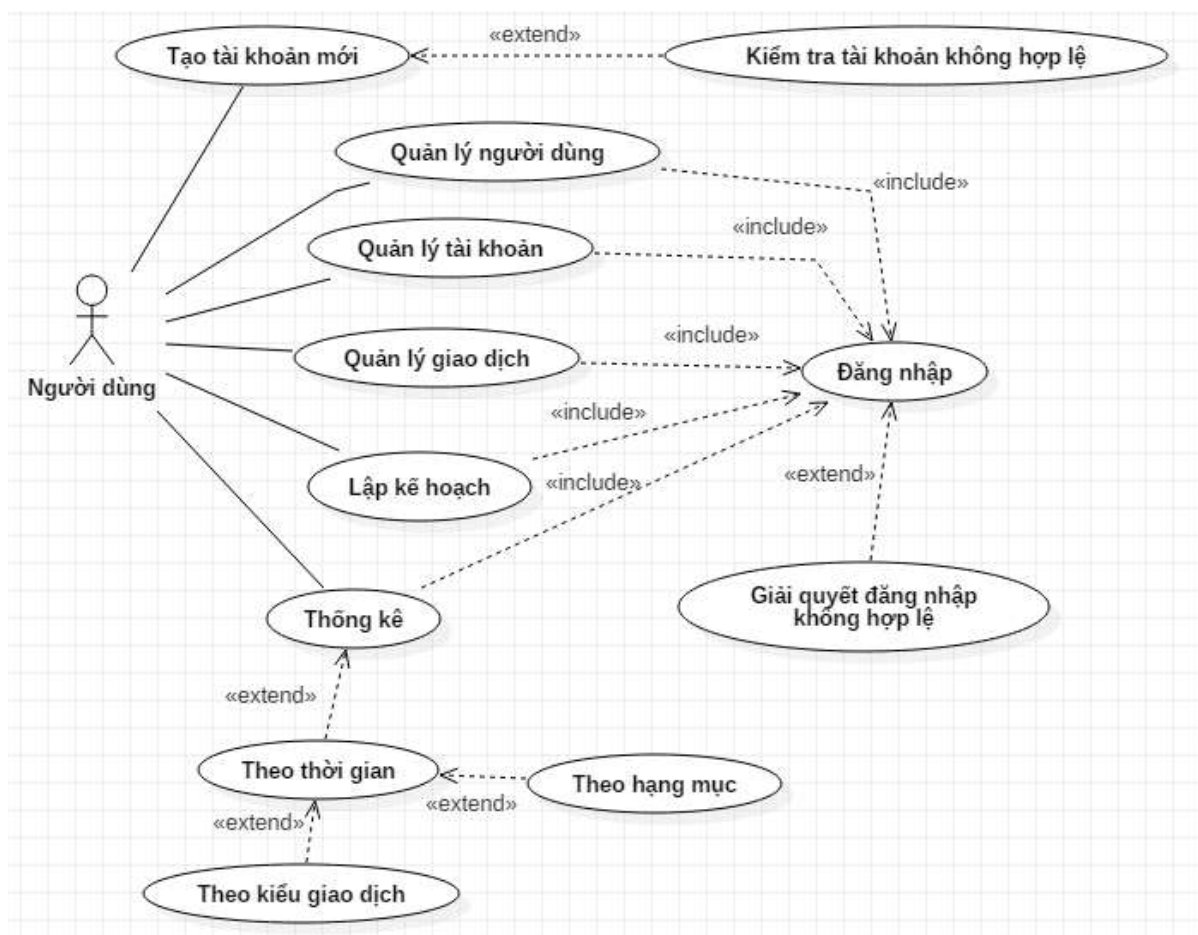 «extend»
Tạo tài khoản mới
Kiểm tra tài khoản không hợp lệ
Quản lý người dùng
«include»
«include»
Quản lý tài khoản
«include»
Quản lý giao dịch
Đăng nhập
Người dùng
«include»
«extend»
«include»
Lập kế hoạch
Giải quyết đăng nhập
không hợp lệ
Thống kê
«extend»
Theo thời gian
Theo hạng mục
«extend»
«extend»
Theo kiểu giao dịch